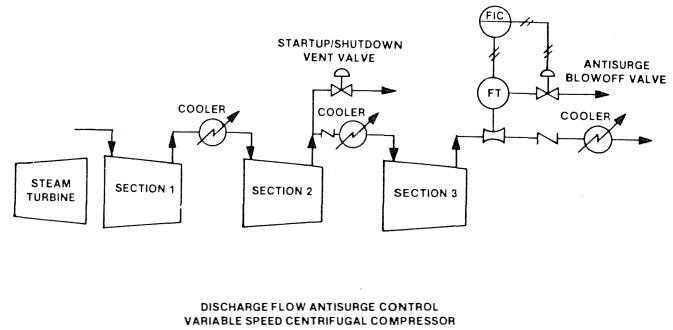 FIC
STARTUP/SHUTDOWN
VENT VALVE
ANTISURGE
BLOWOFF VALVE
FT
COOLER
COOLER
COOLER
STEAM
TURBINE
SECTION 1
SECTION 2
SECTION 3
DISCHARGE FLOW ANTISURGE CONTROL
VARIABLE SPEED CENTRIFUGAL COMPRESSOR